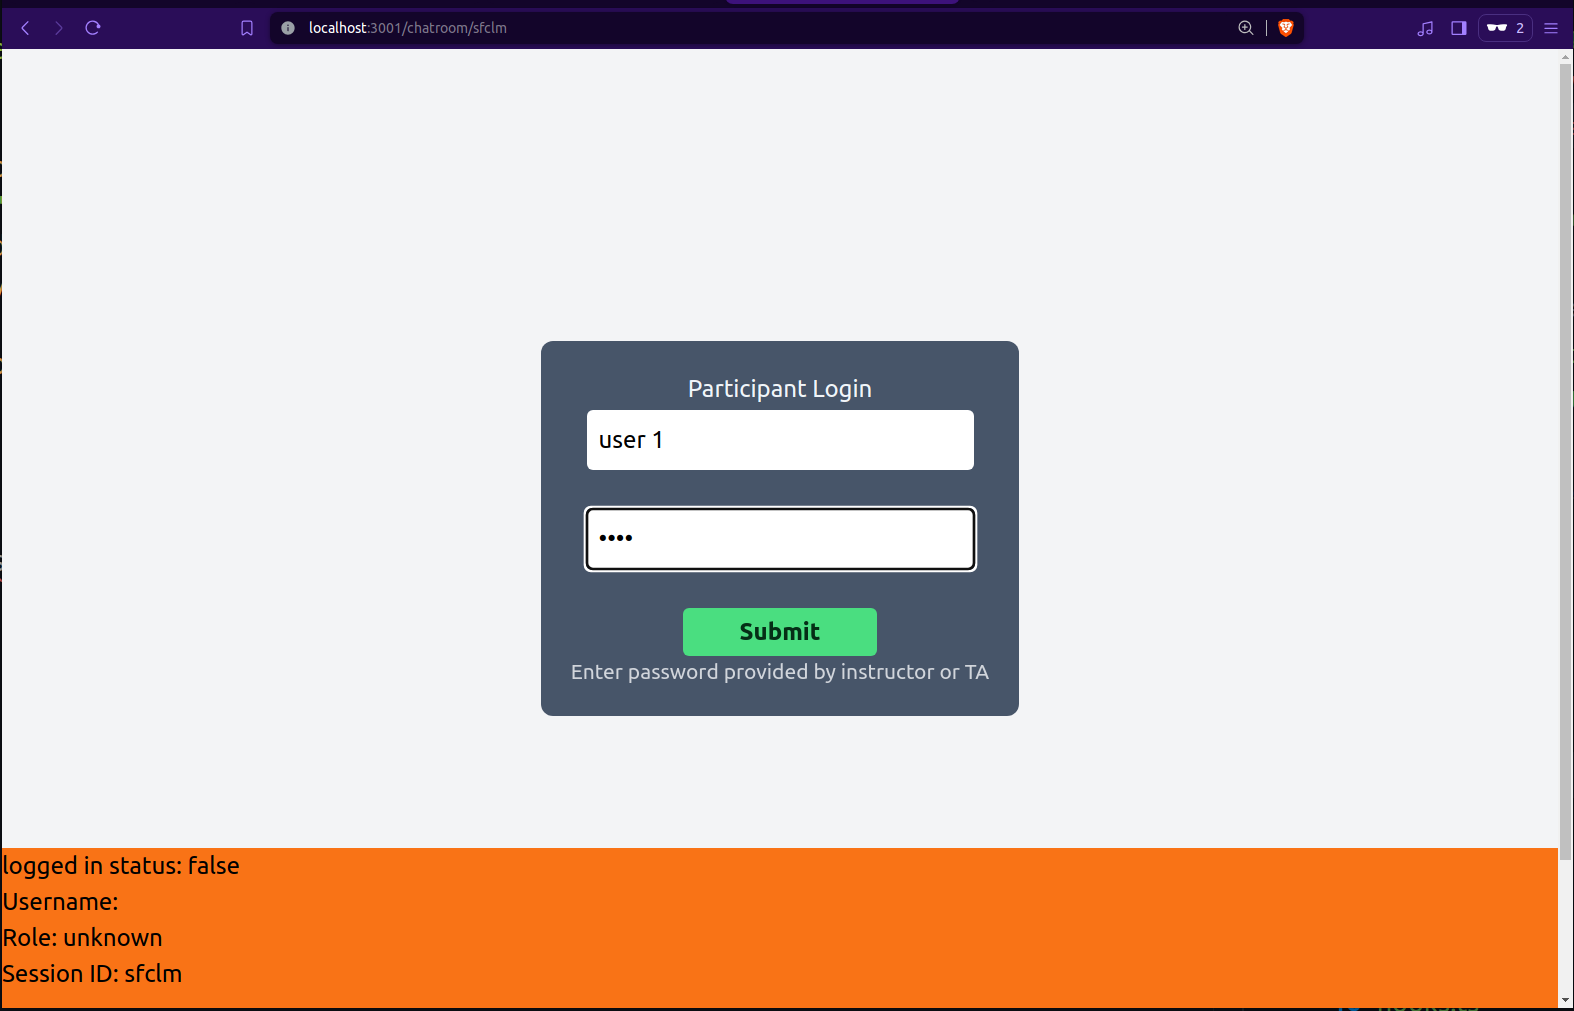 localhost:3001/chatroom/sfclm
2
Participant Login
user 1
••••
Submit
Enter password provided by instructor or TA
logged in status: false
Username:
Role: unknown
Session ID: sfclm